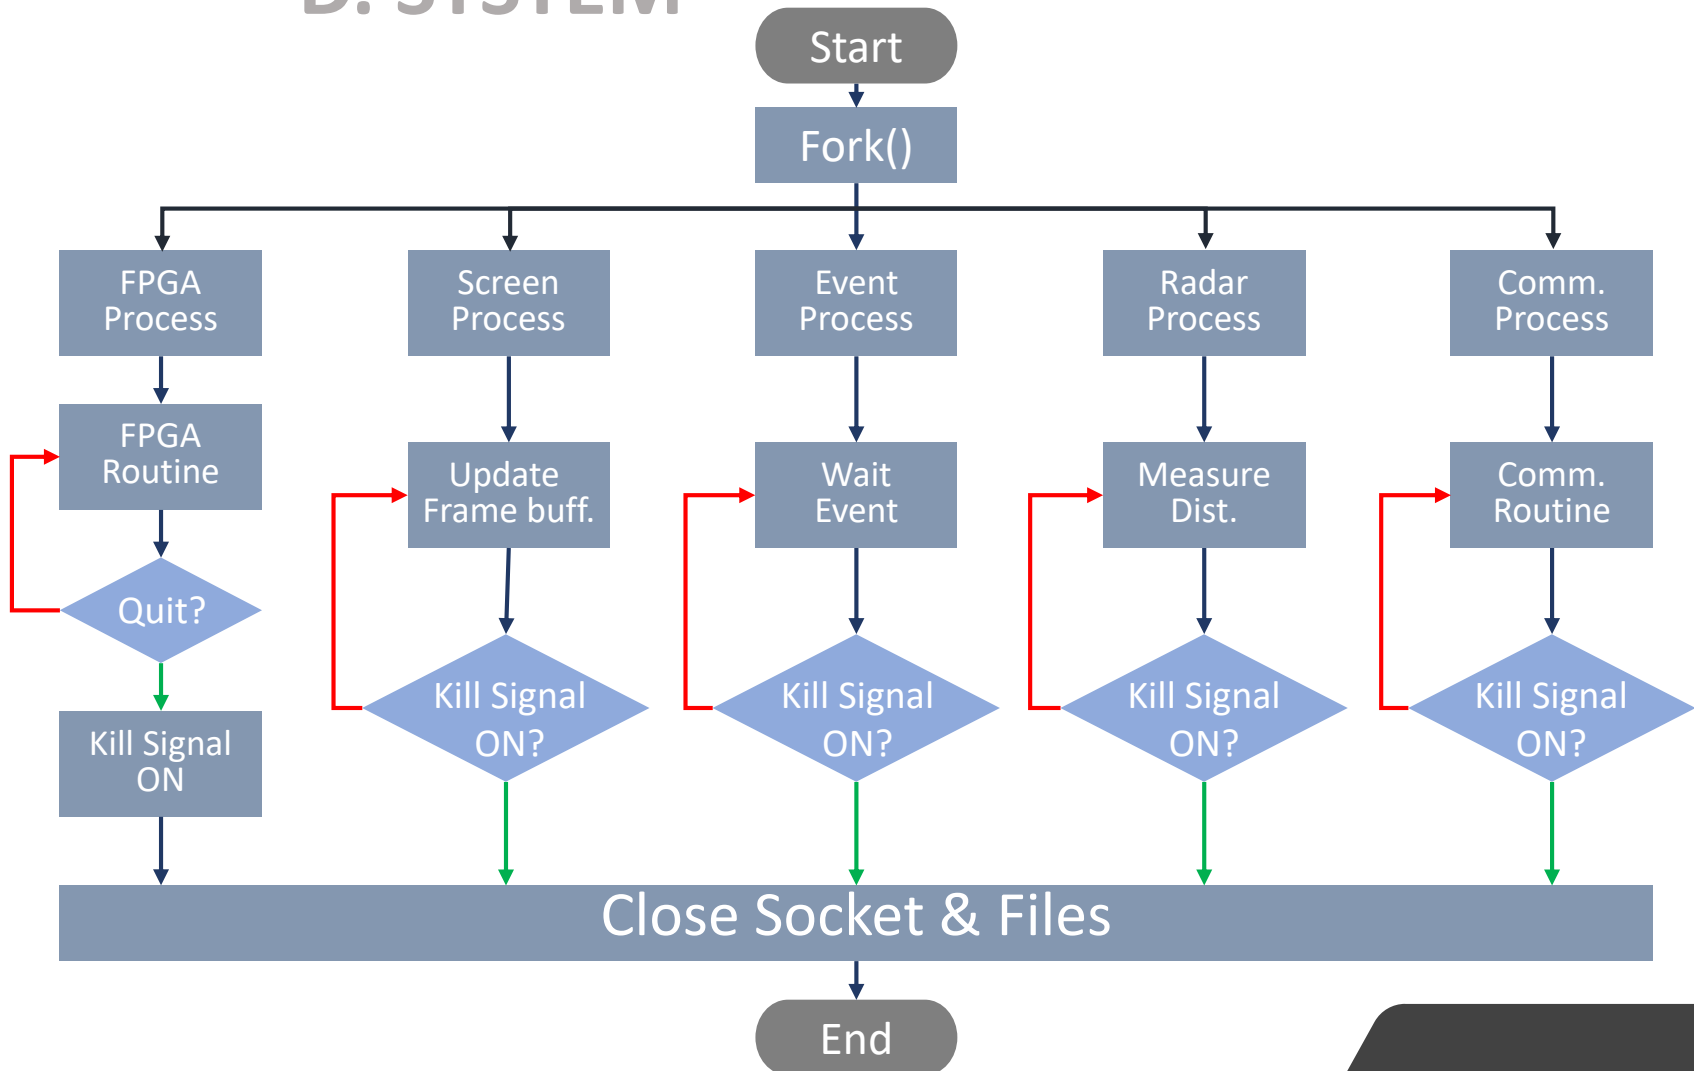 D. SYSTEM
Start
Fork()
FPGA
Process
Screen
Process
Event
Process
Radar
Process
Comm.
Process
FPGA
Routine
Update
Frame buff.
Wait
Event
Measure
Dist.
Comm.
Routine
Quit?
Kill Signal
ON
Kill Signal
ON?
Kill Signal
ON?
Kill Signal
ON?
Kill Signal
ON?
Close Socket & Files
End